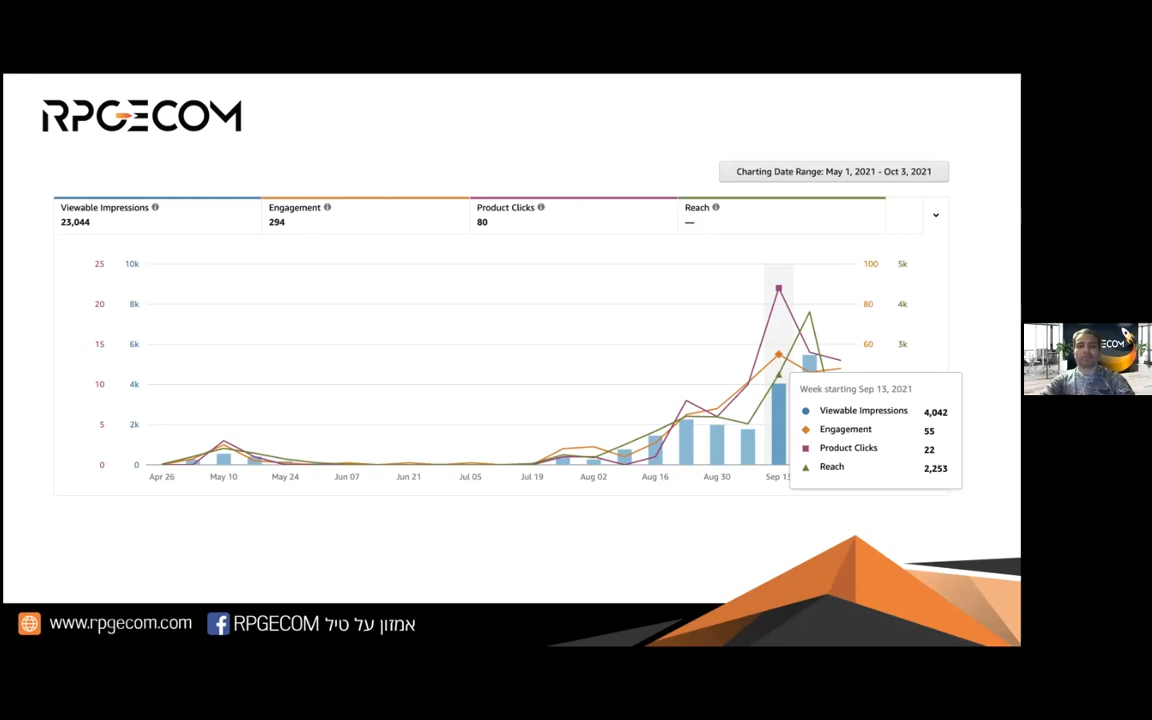 RPGECOM
Charting Date Range: May 1, 2021 - Oct 3, 2021
Viewable Impressions
23,044
Engagement
294
Product Clicks
80
Reach
—
25 10k 100 5k
20 8k 80 4k
15 6k 60 3k
10 4k
5 2k
0 0
Apr 26 May 10 May 24 Jun 07 Jun 21 Jul 05 Jul 19 Aug 02 Aug 16 Aug 30 Sep 13
Week starting Sep 13, 2021
Viewable Impressions 4,042
Engagement 55
Product Clicks 22
Reach 2,253
www.rpgecom.com RPGECOM אמזון על טיל
ECOM